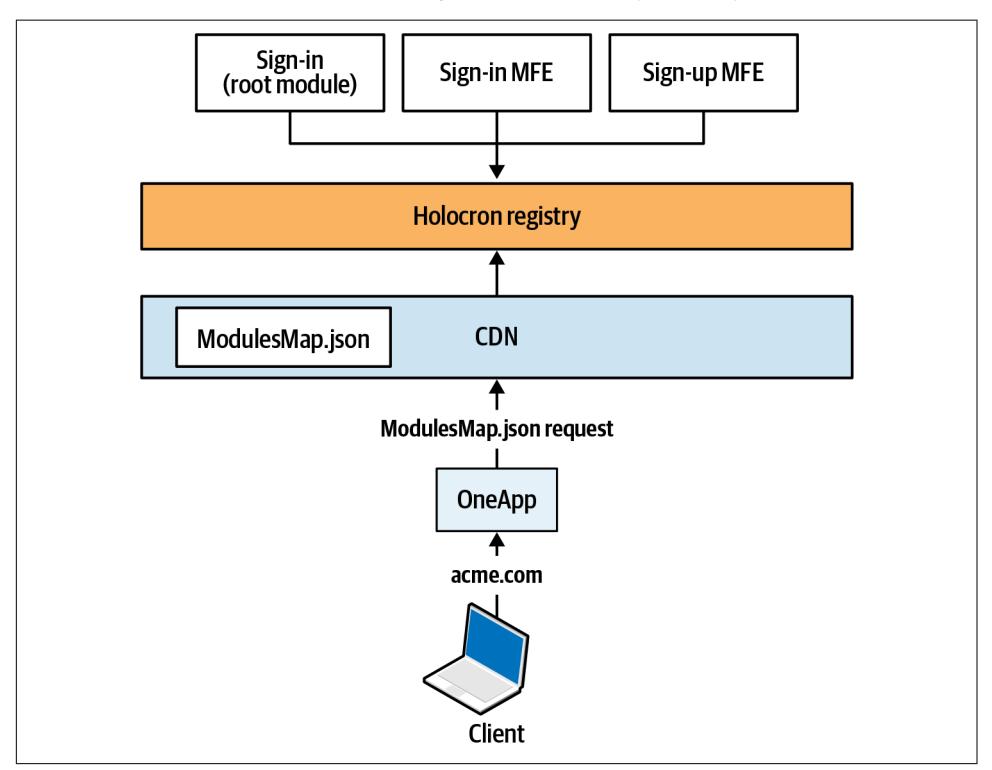 Sign-in
(root module)
Sign-in MFE
Sign-up MFE
Holocron registry
ModulesMap.json
CDN
ModulesMap.json request
OneApp
acme.com
Client